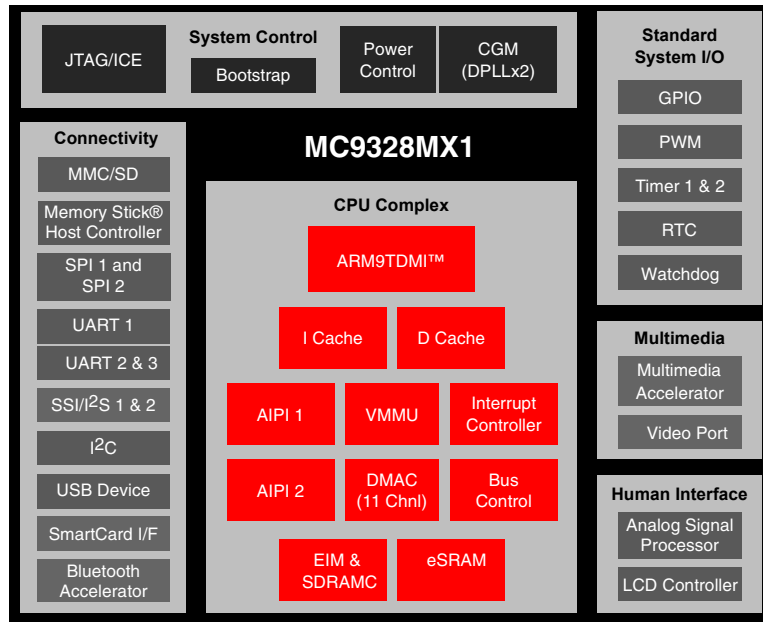 System Control
JTAG/ICE
Bootstrap
Power
Control
CGM
(DPLLx2)
Standard
System I/O
GPIO
PWM
Timer 1 & 2
RTC
Watchdog
Connectivity
MMC/SD
Memory Stick®
Host Controller
SPI 1 and
SPI 2
UART 1
UART 2 & 3
SSI/I2S 1 & 2
I2C
USB Device
SmartCard I/F
Bluetooth
Accelerator
MC9328MX1
CPU Complex
ARM9TDMI™
I Cache
D Cache
AIPI 1
VMMU
Interrupt
Controller
AIPI 2
DMAC
(11 Chnl)
Bus
Control
EIM &
SDRAMC
eSRAM
Multimedia
Multimedia
Accelerator
Video Port
Human Interface
Analog Signal
Processor
LCD Controller